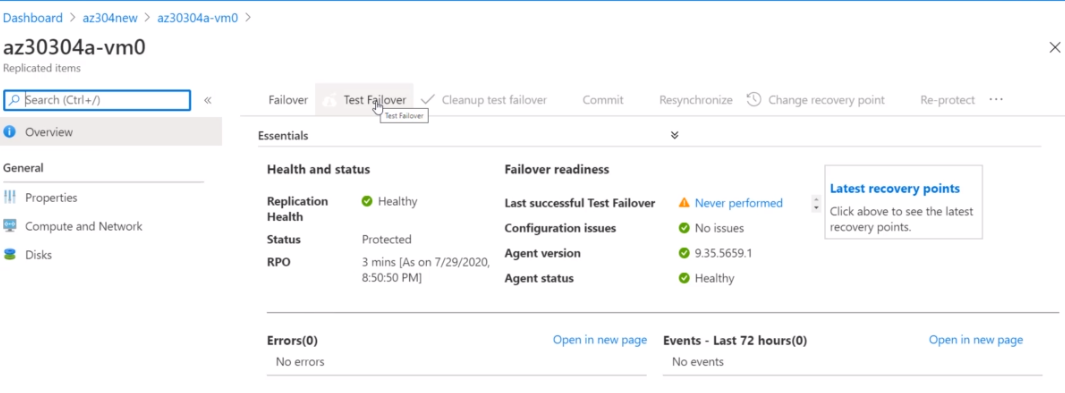 Dashboard > az304new > az30304a-vm0 >
az30304a-vm0
Replicated items
Search (Ctrl+/) «
Failover Test Failover Cleanup test failover Commit Resynchronize Change recovery point Re-protect ...
Test Failover
Overview
General
Properties
Compute and Network
Disks
Essentials
Health and status
Replication Health Healthy
Status Protected
RPO 3 mins [As on 7/29/2020,
8:50:50 PM]
Failover readiness
Last successful Test Failover Never performed
Configuration issues No issues
Agent version 9.35.5659.1
Agent status Healthy
Latest recovery points
Click above to see the latest
recovery points.
Errors(0) Open in new page
No errors
Events - Last 72 hours(0) Open in new page
No events